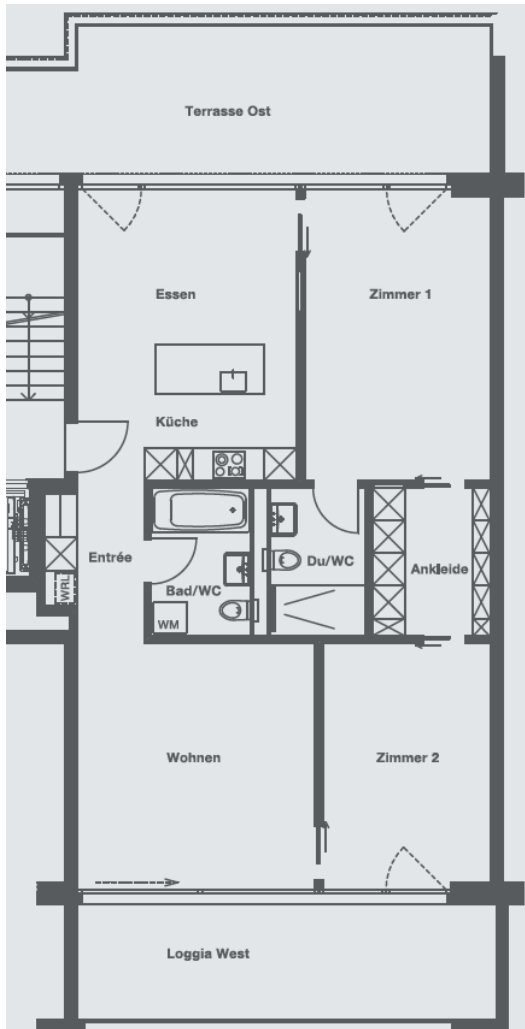 Terrasse Ost
Essen
Zimmer 1
Küche
Entrée
Du/WC
Ankleide
Bad/WC
WRL
WM
Wohnen
Zimmer 2
Loggia West